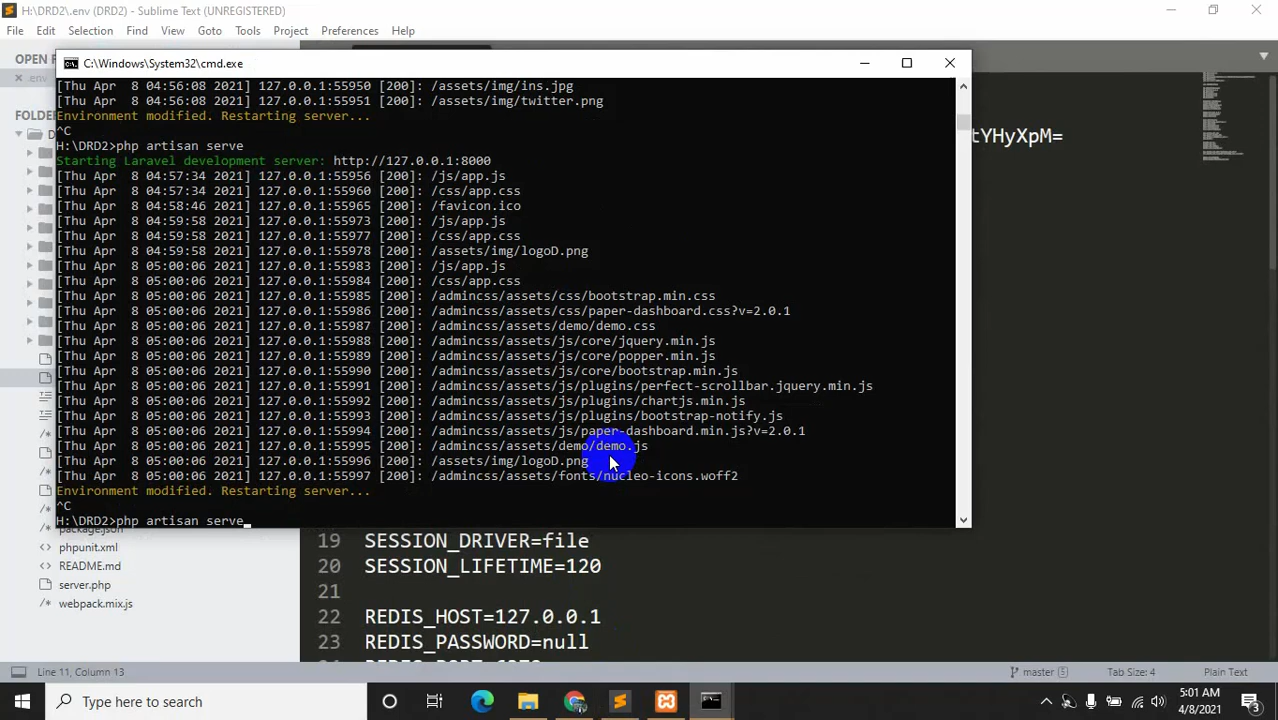 H:\DRD2\.env (DRD2) - Sublime Text (UNREGISTERED)
File Edit Selection Find View Goto Tools Project Preferences Help
OPEN F
.env
FOLDER
D
C:\Windows\System32\cmd.exe
[Thu Apr  8 04:56:08 2021] 127.0.0.1:55950 [200]: /assets/img/ins.jpg
[Thu Apr  8 04:56:08 2021] 127.0.0.1:55951 [200]: /assets/img/twitter.png
Environment modified. Restarting server...
^C
H:\DRD2>php artisan serve
Starting Laravel development server: http://127.0.0.1:8000
[Thu Apr  8 04:57:34 2021] 127.0.0.1:55956 [200]: /js/app.js
[Thu Apr  8 04:57:34 2021] 127.0.0.1:55960 [200]: /css/app.css
[Thu Apr  8 04:58:46 2021] 127.0.0.1:55965 [200]: /favicon.ico
[Thu Apr  8 04:59:58 2021] 127.0.0.1:55973 [200]: /js/app.js
[Thu Apr  8 04:59:58 2021] 127.0.0.1:55977 [200]: /css/app.css
[Thu Apr  8 04:59:58 2021] 127.0.0.1:55978 [200]: /assets/img/logoD.png
[Thu Apr  8 05:00:06 2021] 127.0.0.1:55983 [200]: /js/app.js
[Thu Apr  8 05:00:06 2021] 127.0.0.1:55984 [200]: /css/app.css
[Thu Apr  8 05:00:06 2021] 127.0.0.1:55985 [200]: /admincss/assets/css/bootstrap.min.css
[Thu Apr  8 05:00:06 2021] 127.0.0.1:55986 [200]: /admincss/assets/css/paper-dashboard.css?v=2.0.1
[Thu Apr  8 05:00:06 2021] 127.0.0.1:55987 [200]: /admincss/assets/demo/demo.css
[Thu Apr  8 05:00:06 2021] 127.0.0.1:55988 [200]: /admincss/assets/js/core/jquery.min.js
[Thu Apr  8 05:00:06 2021] 127.0.0.1:55989 [200]: /admincss/assets/js/core/popper.min.js
[Thu Apr  8 05:00:06 2021] 127.0.0.1:55990 [200]: /admincss/assets/js/core/bootstrap.min.js
[Thu Apr  8 05:00:06 2021] 127.0.0.1:55991 [200]: /admincss/assets/js/plugins/perfect-scrollbar.jquery.min.js
[Thu Apr  8 05:00:06 2021] 127.0.0.1:55992 [200]: /admincss/assets/js/plugins/chartjs.min.js
[Thu Apr  8 05:00:06 2021] 127.0.0.1:55993 [200]: /admincss/assets/js/plugins/bootstrap-notify.js
[Thu Apr  8 05:00:06 2021] 127.0.0.1:55994 [200]: /admincss/assets/js/paper-dashboard.min.js?v=2.0.1
[Thu Apr  8 05:00:06 2021] 127.0.0.1:55995 [200]: /admincss/assets/demo/demo.js
[Thu Apr  8 05:00:06 2021] 127.0.0.1:55996 [200]: /assets/img/logoD.png
[Thu Apr  8 05:00:06 2021] 127.0.0.1:55997 [200]: /admincss/assets/fonts/nucleo-icons.woff2
Environment modified. Restarting server...
^C
H:\DRD2>php artisan serve
tYHyXpM=
package.json
phpunit.xml
README.md
server.php
webpack.mix.js
19 SESSION_DRIVER=file
20 SESSION_LIFETIME=120
21
22 REDIS_HOST=127.0.0.1
23 REDIS_PASSWORD=null
Line 11, Column 13
master 5
Tab Size: 4
Plain Text
Type here to search
5:01 AM
4/8/2021
3